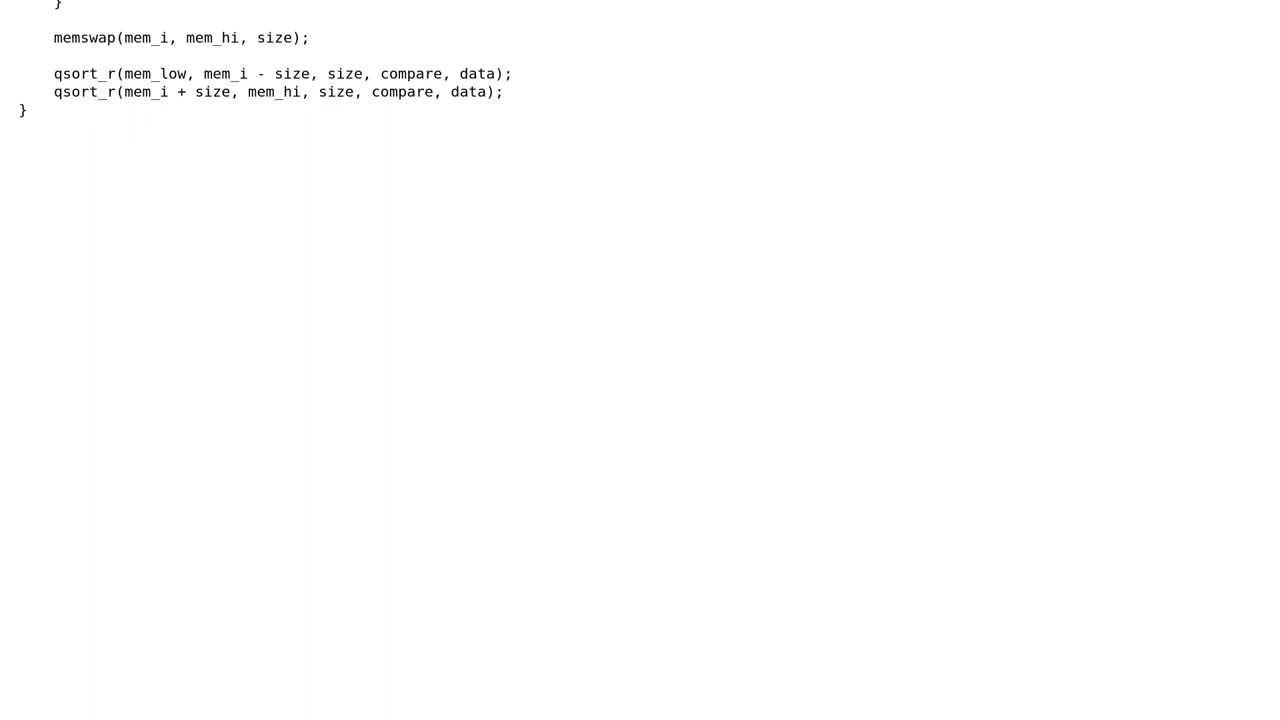 }

    memswap(mem_i, mem_hi, size);

    qsort_r(mem_low, mem_i - size, size, compare, data);
    qsort_r(mem_i + size, mem_hi, size, compare, data);
}